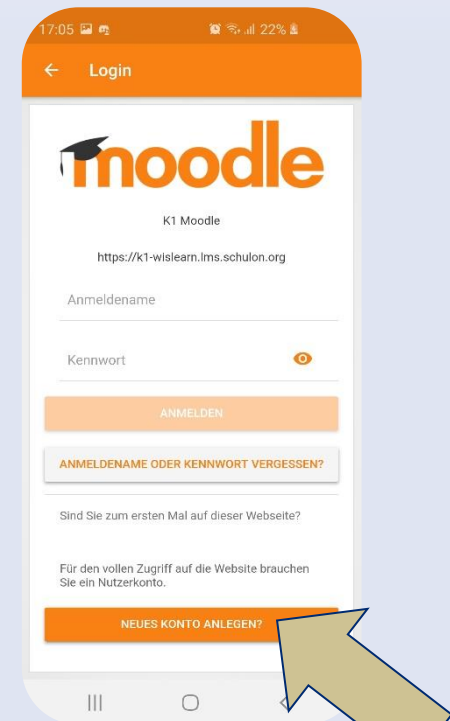 17:05 22%
Login
moodle
K1 Moodle
https://k1-wislearn.lms.schulon.org
Anmeldename
Kennwort
ANMELDEN
ANMELDENAME ODER KENNWORT VERGESSEN?
Sind Sie zum ersten Mal auf dieser Webseite?
Für den vollen Zugriff auf die Website brauchen
Sie ein Nutzerkonto.
NEUES KONTO ANLEGEN?